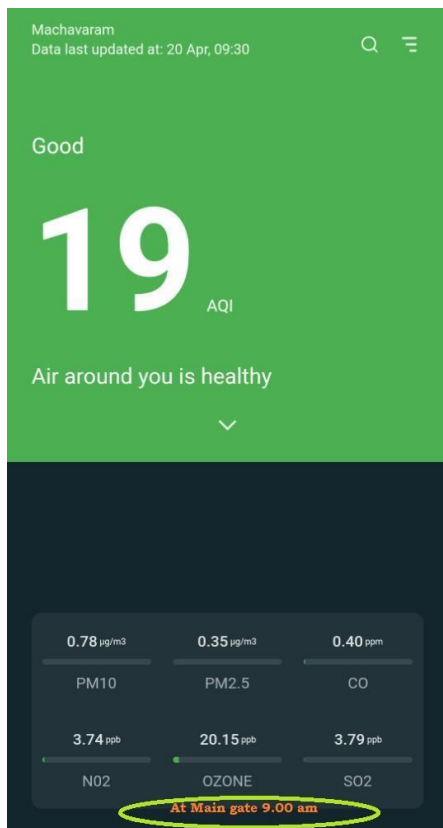 Machavaram
Data last updated at: 20 Apr, 09:30
Good
19 AQI
Air around you is healthy
0.78 µg/m3 0.35 µg/m3 0.40 ppm
PM10 PM2.5 CO
3.74 ppb 20.15 ppb 3.79 ppb
N02 OZONE SO2
At Main gate 9.00 am